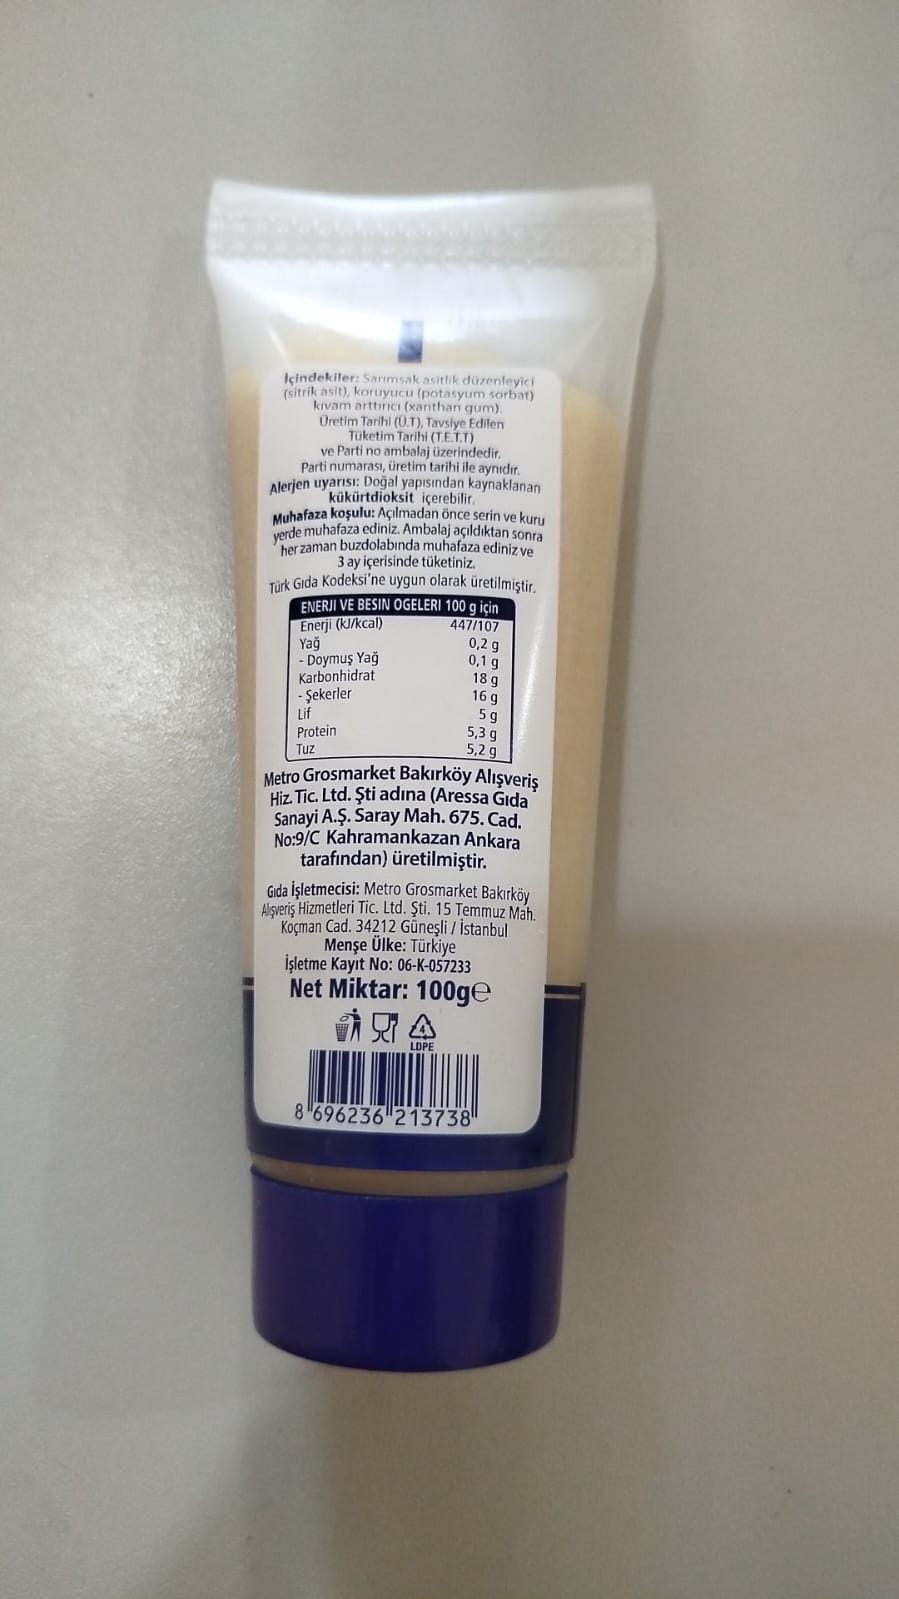 İçindekiler: Sarımsak asitlik düzenleyici
(sitrik asit), koruyucu (potasyum sorbat)
kıvam arttırıcı (xanthan gum).
Üretim Tarihi (Ü.T), Tavsiye Edilen
Tüketim Tarihi (T.E.T.T)
ve Parti no ambalaj üzerindedir.
Parti numarası, üretim tarihi ile aynıdır.
Alerjen uyarısı: Doğal yapısından kaynaklanan
kükürtdioksit içerebilir.
Muhafaza koşulu: Açılmadan önce serin ve kuru
yerde muhafaza ediniz. Ambalaj açıldıktan sonra
her zaman buzdolabında muhafaza ediniz ve
3 ay içerisinde tüketiniz.
Türk Gıda Kodeksi'ne uygun olarak üretilmiştir.
ENERJİ VE BESİN ÖGELERİ 100 g için
Enerji (kJ/kcal) 447/107
Yağ 0,2 g
- Doymuş Yağ 0,1 g
Karbonhidrat 18 g
- Şekerler 16 g
Lif 5 g
Protein 5,3 g
Tuz 5,2 g
Metro Grosmarket Bakırköy Alışveriş
Hiz. Tic. Ltd. Şti adına (Aressa Gıda
Sanayi A.Ş. Saray Mah. 675. Cad.
No:9/C Kahramankazan Ankara
tarafından) üretilmiştir.
Gıda İşletmecisi: Metro Grosmarket Bakırköy
Alışveriş Hizmetleri Tic. Ltd. Şti. 15 Temmuz Mah.
Koçman Cad. 34212 Güneşli / İstanbul
Menşe Ülke: Türkiye
İşletme Kayıt No: 06-K-057233
Net Miktar: 100g℮
4
LDPE
8 696236 213738